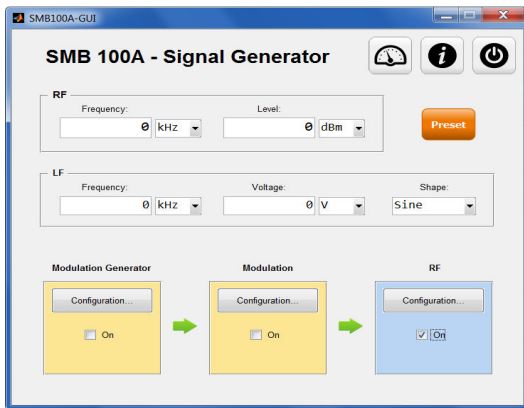 SMB100A-GUI
SMB 100A - Signal Generator
i
RF
Frequency: Level:
0 kHz 0 dBm
Preset
LF
Frequency: Voltage: Shape:
0 kHz 0 V Sine
Modulation Generator Modulation RF
Configuration... Configuration... Configuration...
On On On